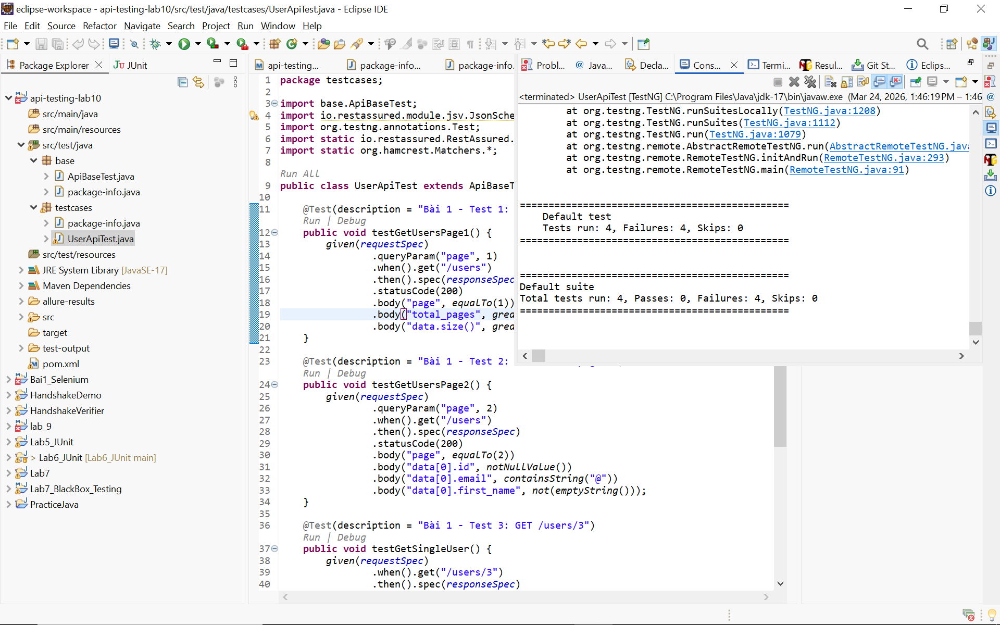 eclipse-workspace - api-testing-lab10/src/test/java/testcases/UserApiTest.java - Eclipse IDE
File Edit Source Refactor Navigate Search Project Run Window Help
Package Explorer
JUnit
api-testing-lab10
src/main/java
src/main/resources
src/test/java
base
ApiBaseTest.java
package-info.java
testcases
package-info.java
UserApiTest.java
src/test/resources
JRE System Library [JavaSE-17]
Maven Dependencies
allure-results
src
target
test-output
pom.xml
Bai1_Selenium
HandshakeDemo
HandshakeVerifier
lab_9
Lab5_JUnit
> Lab6_JUnit [Lab6_JUnit main]
Lab7
Lab7_BlackBox_Testing
PracticeJava
api-testing... package-info... package-info.
1 package testcases;
2
3 import base.ApiBaseTest;
4 import io.restassured.module.jsv.JsonSche
5 import org.testng.annotations.Test;
6 import static io.restassured.RestAssured.
7 import static org.hamcrest.Matchers.*;
8
Run All
9 public class UserApiTest extends ApiBaseT
10
11 @Test(description = "Bài 1 - Test 1:
Run | Debug
12 public void testGetUsersPage1() {
13 given(requestSpec)
14 .queryParam("page", 1)
15 .when().get("/users")
16 .then().spec(responseSpec
17 .statusCode(200)
18 .body("page", equalTo(1))
19 .body("total_pages", grea
20 .body("data.size()", grea
21 }
22
23 @Test(description = "Bài 1 - Test 2:
Run | Debug
24 public void testGetUsersPage2() {
25 given(requestSpec)
26 .queryParam("page", 2)
27 .when().get("/users")
28 .then().spec(responseSpec)
29 .statusCode(200)
30 .body("page", equalTo(2))
31 .body("data[0].id", notNullValue())
32 .body("data[0].email", containsString("@"))
33 .body("data[0].first_name", not(emptyString()));
34 }
35
36 @Test(description = "Bài 1 - Test 3: GET /users/3")
Run | Debug
37 public void testGetSingleUser() {
38 given(requestSpec)
39 .when().get("/users/3")
40 .then().spec(responseSpec)
Probl... Java... Decla... Cons... Termi... Resul... Git St... Eclips...
<terminated> UserApiTest [TestNG] C:\Program Files\Java\jdk-17\bin\javaw.exe (Mar 24, 2026, 1:46:19 PM – 1:46
at org.testng.TestNG.runSuitesLocally(TestNG.java:1208)
at org.testng.TestNG.runSuites(TestNG.java:1112)
at org.testng.TestNG.run(TestNG.java:1079)
at org.testng.remote.AbstractRemoteTestNG.run(AbstractRemoteTestNG.jav
at org.testng.remote.RemoteTestNG.initAndRun(RemoteTestNG.java:293)
at org.testng.remote.RemoteTestNG.main(RemoteTestNG.java:91)
===============================================
Default test
Tests run: 4, Failures: 4, Skips: 0
===============================================
===============================================
Default suite
Total tests run: 4, Passes: 0, Failures: 4, Skips: 0
===============================================